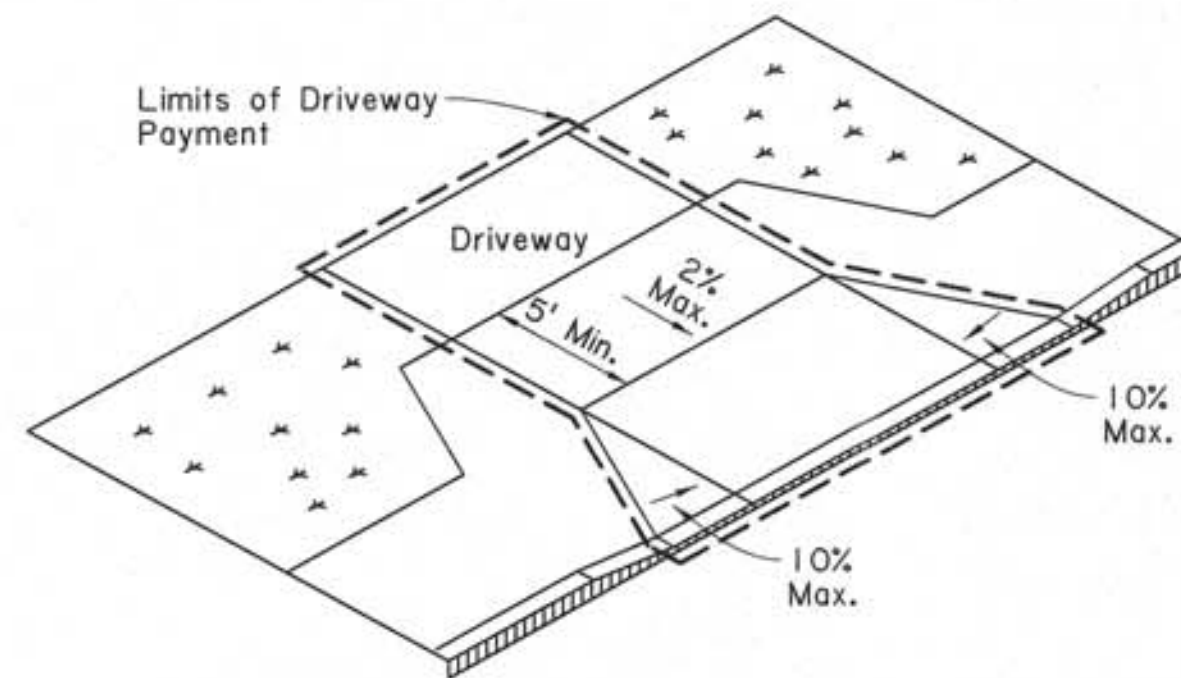 Limits of Driveway
Payment
Driveway
2%
Max.
5' Min.
10%
Max.
10%
Max.